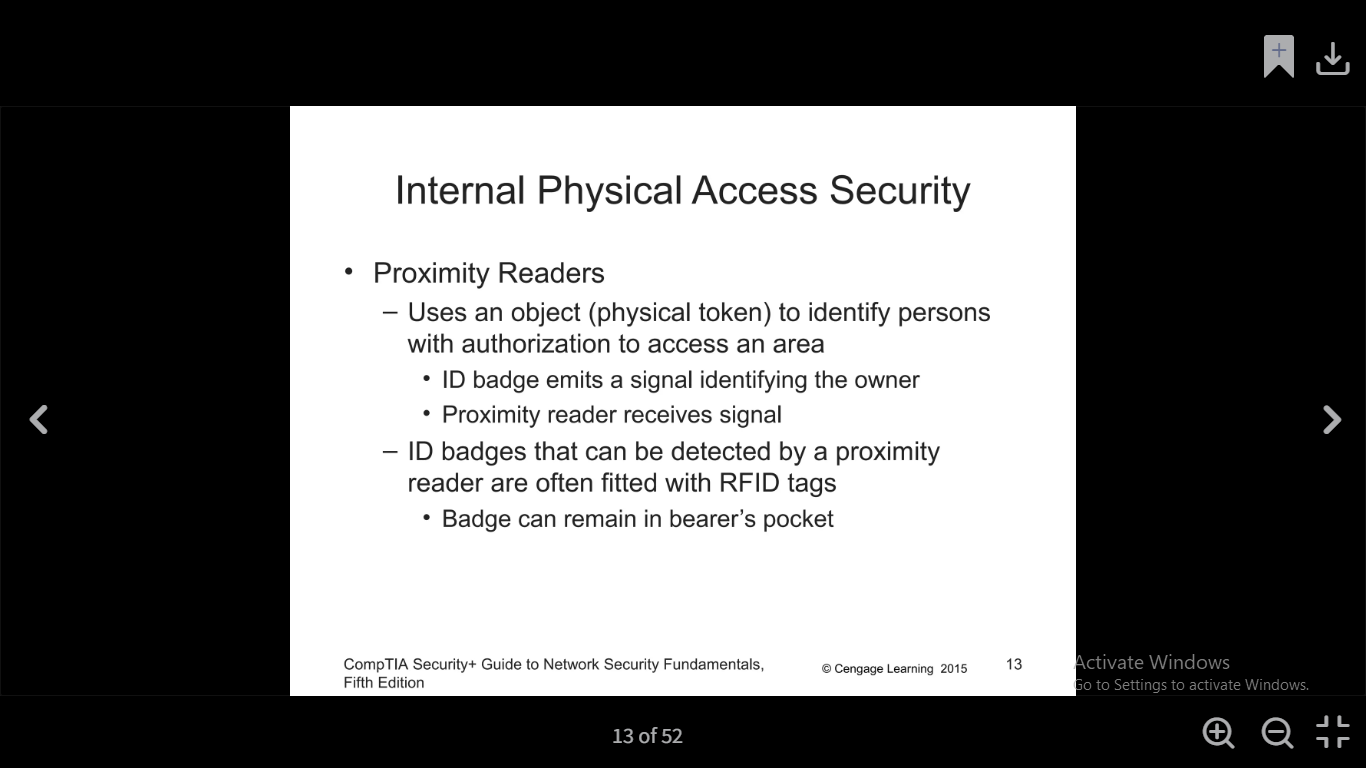 Internal Physical Access Security
• Proximity Readers
– Uses an object (physical token) to identify persons
with authorization to access an area
• ID badge emits a signal identifying the owner
• Proximity reader receives signal
– ID badges that can be detected by a proximity
reader are often fitted with RFID tags
• Badge can remain in bearer’s pocket
CompTIA Security+ Guide to Network Security Fundamentals,
Fifth Edition
© Cengage Learning 2015
13
Activate Windows
Go to Settings to activate Windows.
13 of 52